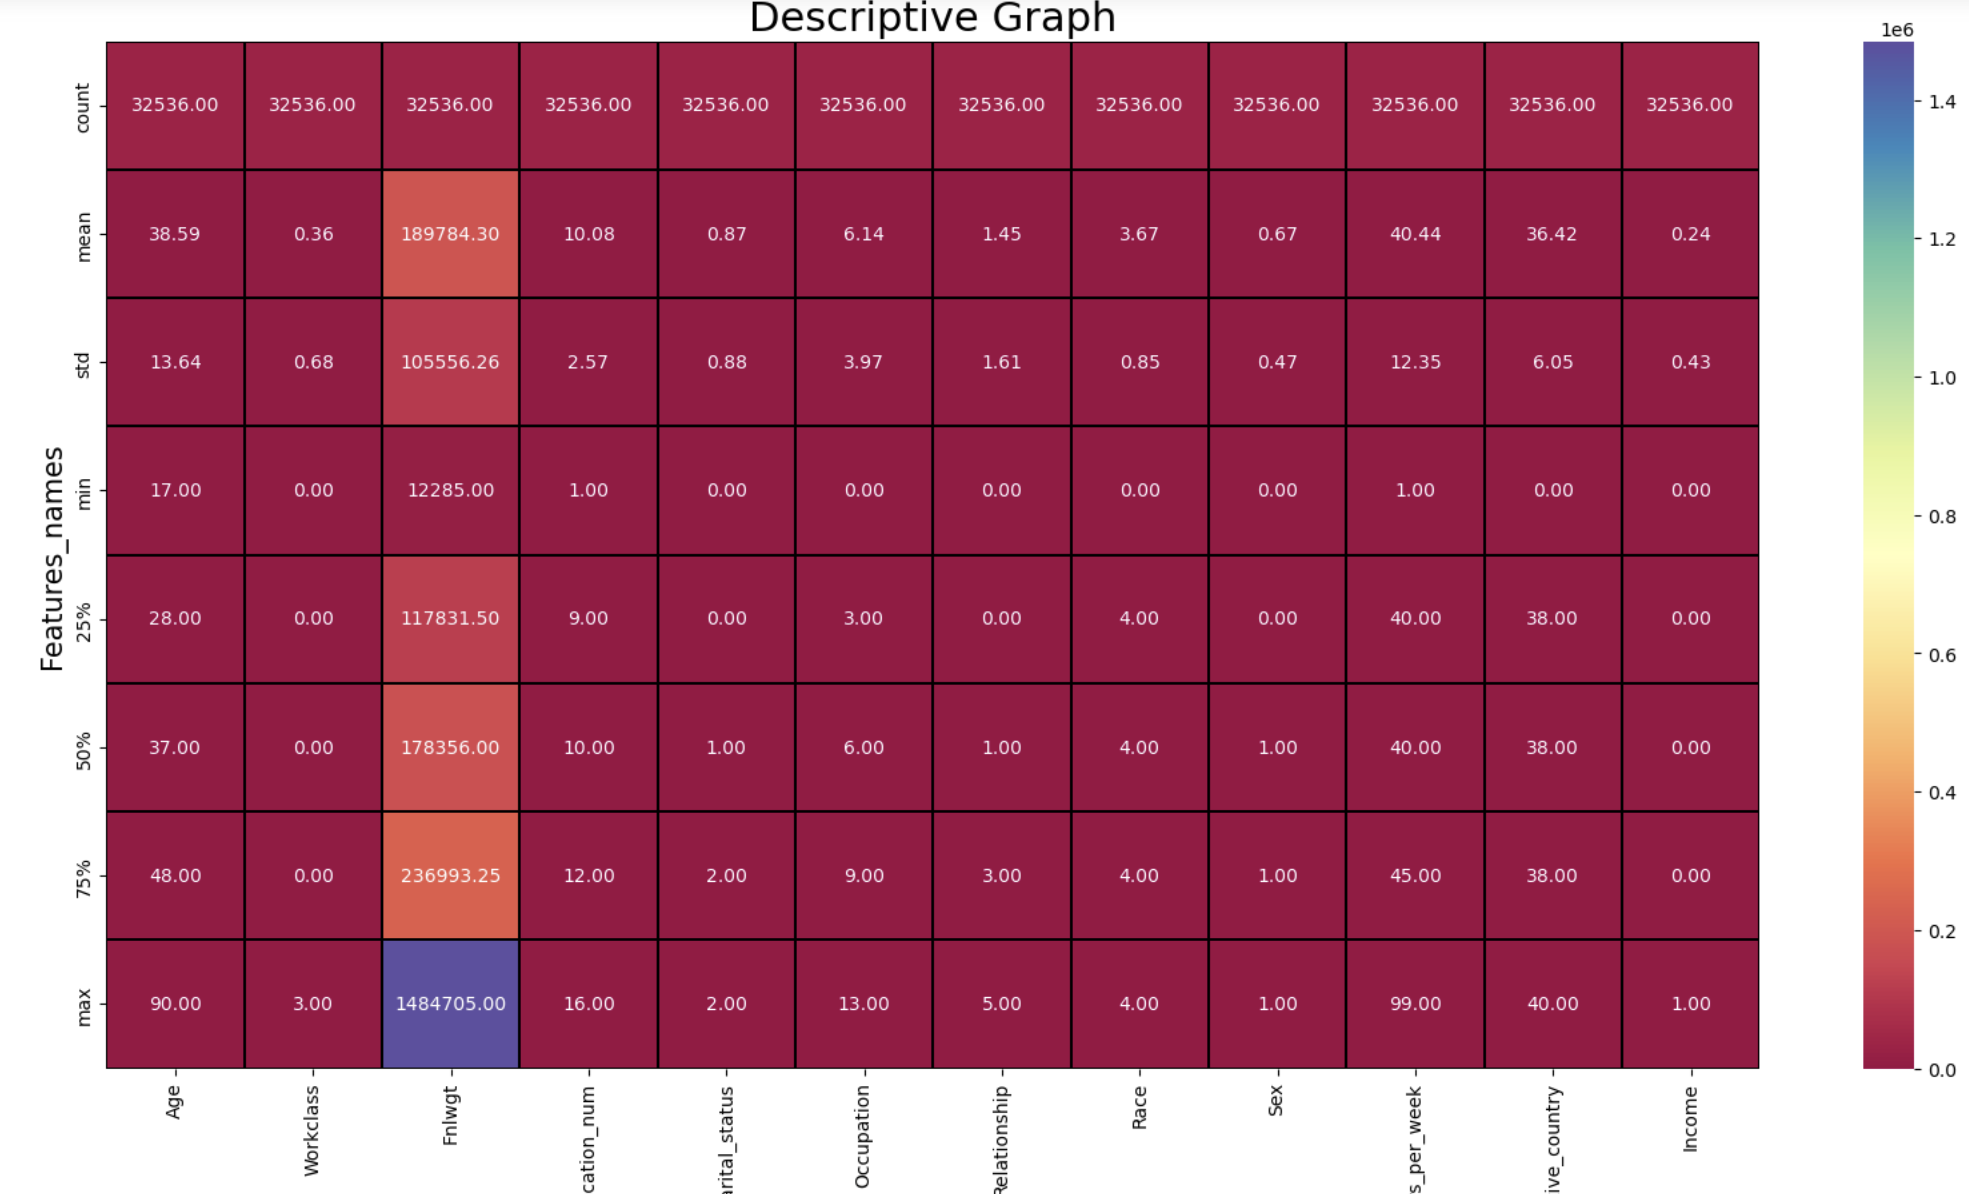 Descriptive Graph
1e6
count 32536.00 32536.00 32536.00 32536.00 32536.00 32536.00 32536.00 32536.00 32536.00 32536.00 32536.00 32536.00
mean 38.59 0.36 189784.30 10.08 0.87 6.14 1.45 3.67 0.67 40.44 36.42 0.24
std 13.64 0.68 105556.26 2.57 0.88 3.97 1.61 0.85 0.47 12.35 6.05 0.43
min 17.00 0.00 12285.00 1.00 0.00 0.00 0.00 0.00 0.00 1.00 0.00 0.00
25% 28.00 0.00 117831.50 9.00 0.00 3.00 0.00 4.00 0.00 40.00 38.00 0.00
50% 37.00 0.00 178356.00 10.00 1.00 6.00 1.00 4.00 1.00 40.00 38.00 0.00
75% 48.00 0.00 236993.25 12.00 2.00 9.00 3.00 4.00 1.00 45.00 38.00 0.00
max 90.00 3.00 1484705.00 16.00 2.00 13.00 5.00 4.00 1.00 99.00 40.00 1.00
Features_names
Age
Workclass
Fnlwgt
cation_num
arital_status
Occupation
Relationship
Race
Sex
s_per_week
ive_country
Income
1.4
1.2
1.0
0.8
0.6
0.4
0.2
0.0